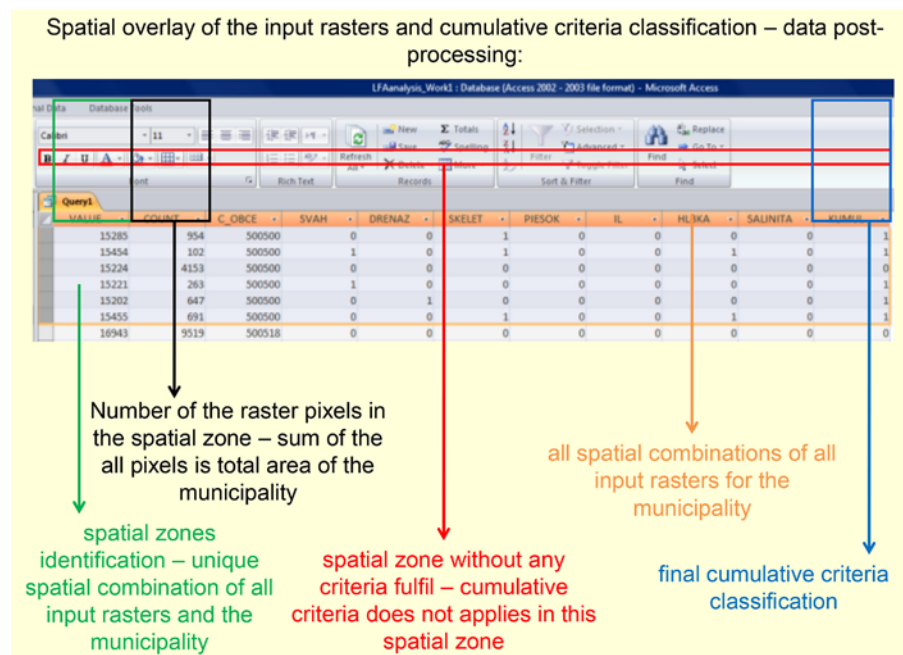 Spatial overlay of the input rasters and cumulative criteria classification – data post-
processing:
LFAanalysis_Work1 : Database (Access 2002 - 2003 file format) - Microsoft Access
nal Data Database Tools
Calibri 11 New Σ Totals Selection Replace
Save Spelling Advanced Go To
B I U A Refresh All Delete More Filter Toggle Filter Find Select
Font Rich Text Records Sort & Filter Find
Query1
VALUE COUNT C_OBCE SVAH DRENAZ SKELET PIESOK IL HLBKA SALINITA KUMUL
15285 954 500500 0 0 1 0 0 0 0 1
15454 102 500500 1 0 1 0 0 1 0 1
15224 4153 500500 0 0 0 0 0 0 0 0
15221 263 500500 1 0 0 0 0 0 0 1
15202 647 500500 0 1 0 0 0 0 0 1
15455 691 500500 0 0 1 0 0 1 0 1
16943 9519 500518 0 0 0 0 0 0 0 0
Number of the raster pixels in
the spatial zone – sum of the
all pixels is total area of the
municipality
all spatial combinations of all
input rasters for the
municipality
spatial zones
identification – unique
spatial combination of all
input rasters and the
municipality
spatial zone without any
criteria fulfil – cumulative
criteria does not applies in this
spatial zone
final cumulative criteria
classification